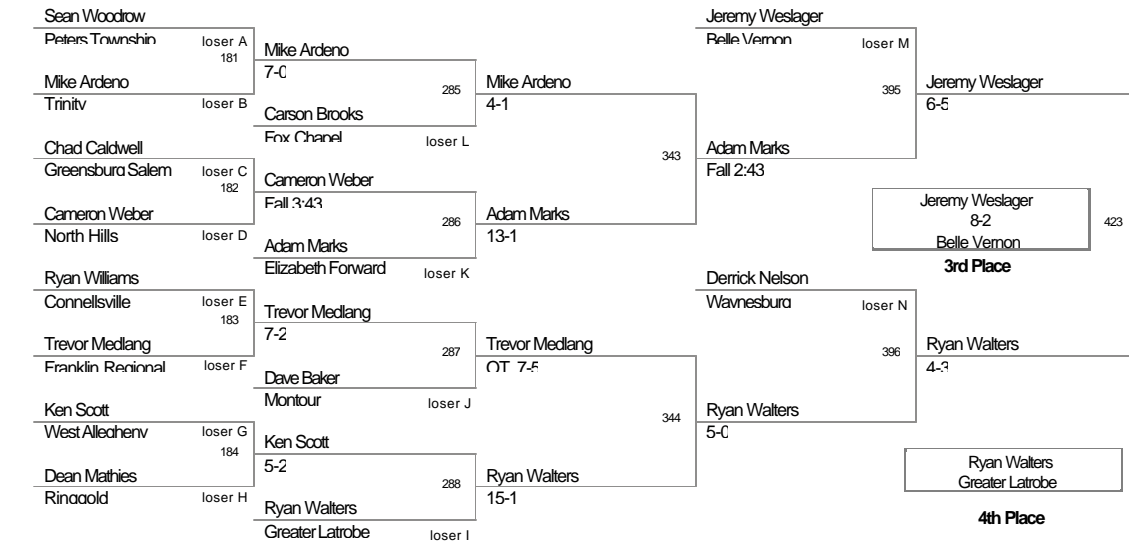 Sean Woodrow
Peters Township loser A
181
Mike Ardeno
Trinity loser B
Chad Caldwell
Greensburg Salem loser C
182
Cameron Weber
North Hills loser D
Ryan Williams
Connellsville loser E
183
Trevor Medlang
Franklin Regional loser F
Ken Scott
West Allegheny loser G
184
Dean Mathies
Ringgold loser H
Mike Ardeno
7-0
285
Carson Brooks
Fox Chapel loser L
Cameron Weber
Fall 3:43
286
Adam Marks
Elizabeth Forward loser K
Trevor Medlang
7-2
287
Dave Baker
Montour loser J
Ken Scott
5-2
288
Ryan Walters
Greater Latrobe loser I
Mike Ardeno
4-1
343
Adam Marks
13-1
Trevor Medlang
OT 7-5
344
Ryan Walters
15-1
Jeremy Weslager
Belle Vernon loser M
395
Adam Marks
Fall 2:43
Derrick Nelson
Waynesburg loser N
396
Ryan Walters
5-0
Jeremy Weslager
6-5
Jeremy Weslager
8-2
Belle Vernon
423
3rd Place
Ryan Walters
4-3
Ryan Walters
Greater Latrobe
4th Place